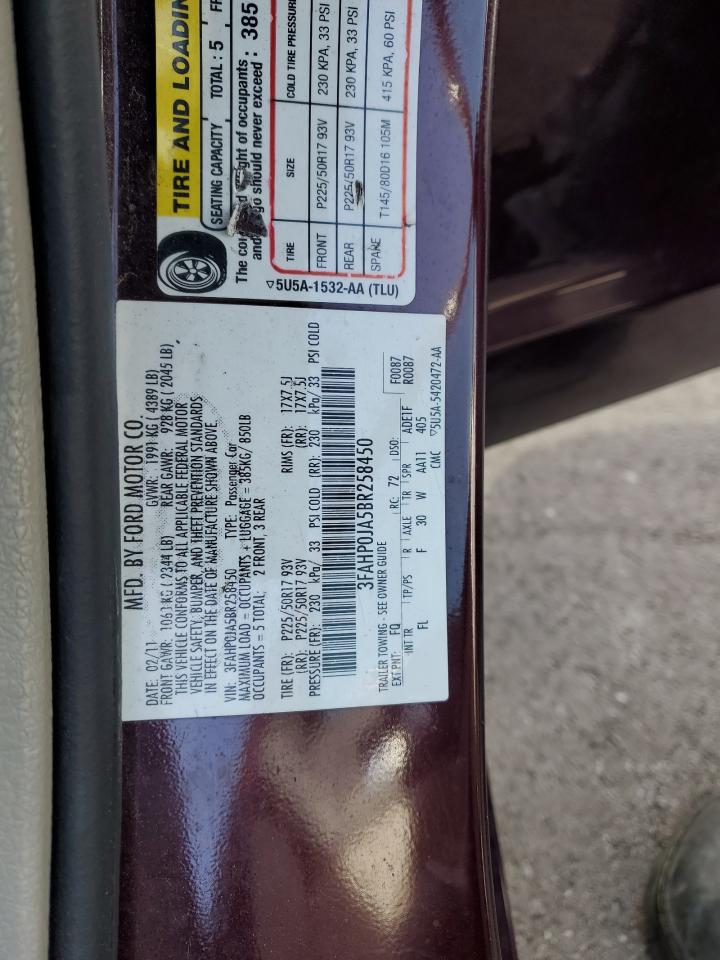 TIRE AND LOADIN
SEATING CAPACITY TOTAL : 5 FR
The ght of occupants
and go should never exceed : 385
TIRE SIZE COLD TIRE PRESSURE
FRONT P225/50R17 93V 230 KPA, 33 PSI
REAR P225/50R17 93V 230 KPA, 33 PSI
SPARE T145/80D16 105M 415 KPA, 60 PSI
▽5U5A-1532-AA (TLU)
MFD. BY FORD MOTOR CO.
DATE: 02/11 GVWR: 1991 KG ( 4389 LB)
FRONT GAWR: 1063 KG ( 2344 LB) REAR GAWR: 928 KG ( 2045 LB)
THIS VEHICLE CONFORMS TO ALL APPLICABLE FEDERAL MOTOR
VEHICLE SAFETY, BUMPER, AND THEFT PREVENTION STANDARDS
IN EFFECT ON THE DATE OF MANUFACTURE SHOWN ABOVE.
VIN: 3FAHP0JA5BR258450 TYPE: Passenger Car
MAXIMUM LOAD = OCCUPANTS + LUGGAGE = 385KG/ 850LB
OCCUPANTS = 5 TOTAL; 2 FRONT, 3 REAR
TIRE (FR): P225/50R17 93V RIMS (FR): 17X7.5J
(RR): P225/50R17 93V (RR): 17X7.5J
PRESSURE (FR): 230 kPa/ 33 PSI COLD (RR): 230 kPa/ 33 PSI COLD
3FAHP0JA5BR258450
TRAILER TOWING - SEE OWNER GUIDE F0087
EXT PNT: FQ RC: 72 DSO: R0087
INT TR TP/PS R AXLE TR SPR ADE1F
FL F 30 W AA11 405
CMC ▽5U5A-5420472-AA